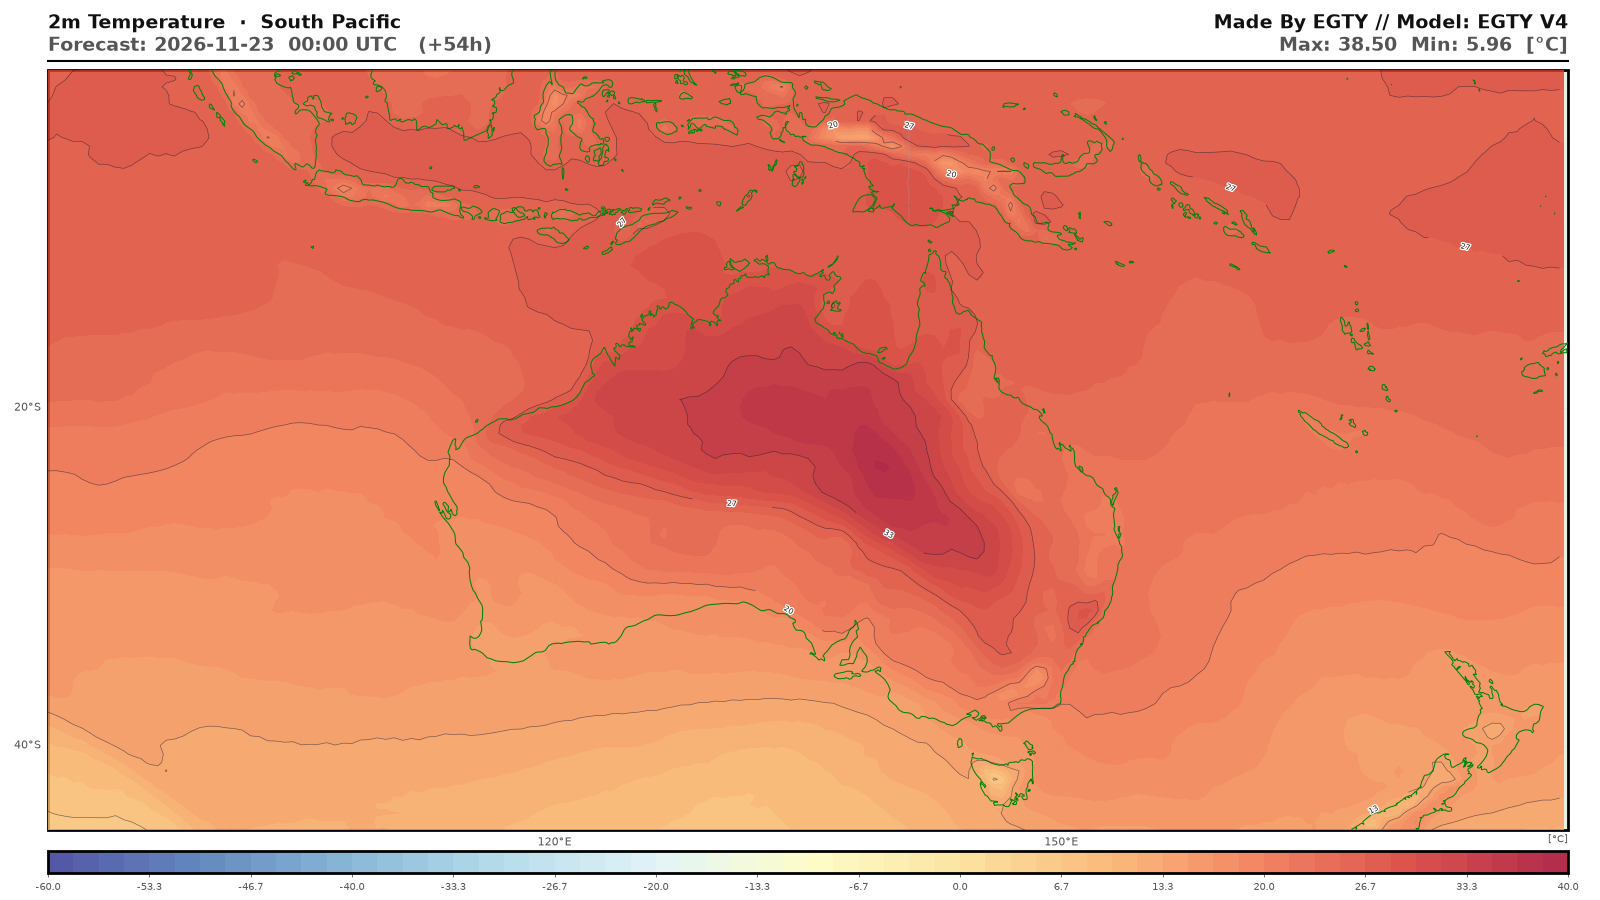 2m Temperature · South Pacific
Made By EGTY // Model: EGTY V4
Forecast: 2026-11-23 00:00 UTC (+54h)
Max: 38.50 Min: 5.96 [°C]
20 27
20
27
27
27
20°S
27
33
20
40°S
13
120°E 150°E [°C]
-60.0 -53.3 -46.7 -40.0 -33.3 -26.7 -20.0 -13.3 -6.7 0.0 6.7 13.3 20.0 26.7 33.3 40.0